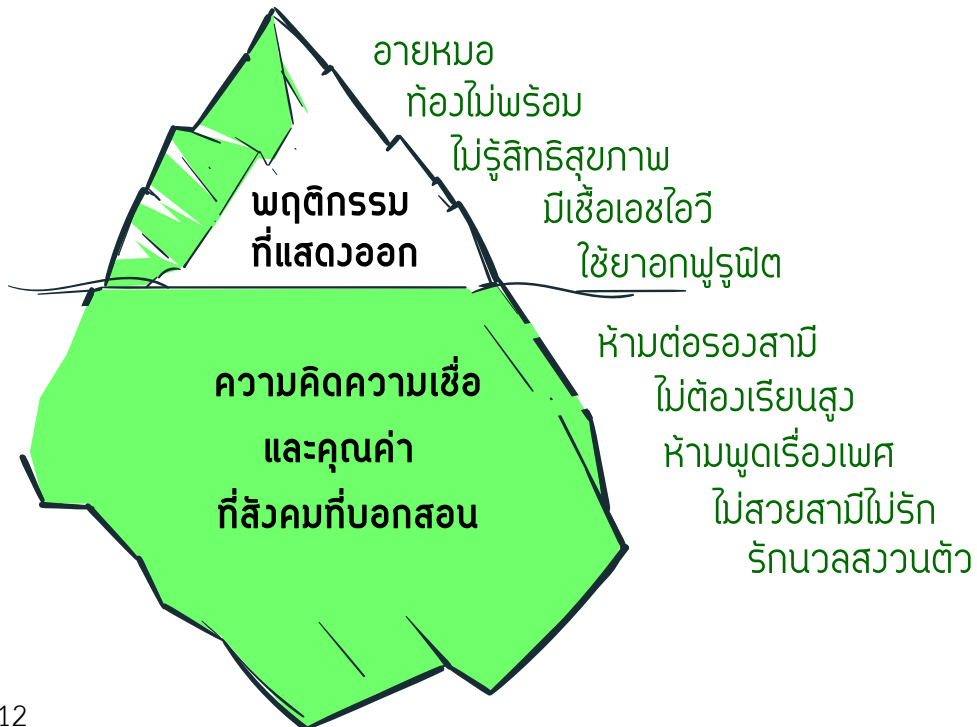 อายหมอ
ท้องไม่พร้อม
ไม่รู้สิทธิสุขภาพ
มีเชื้อเอชไอวี
ใช้ยาอกฟูรูฟิต
พฤติกรรม
ที่แสดงออก
ห้ามต่อรองสามี
ไม่ต้องเรียนสูง
ห้ามพูดเรื่องเพศ
ไม่สวยสามีไม่รัก
รักนวลสงวนตัว
ความคิดความเชื่อ
และคุณค่า
ที่สังคมที่บอกสอน
12